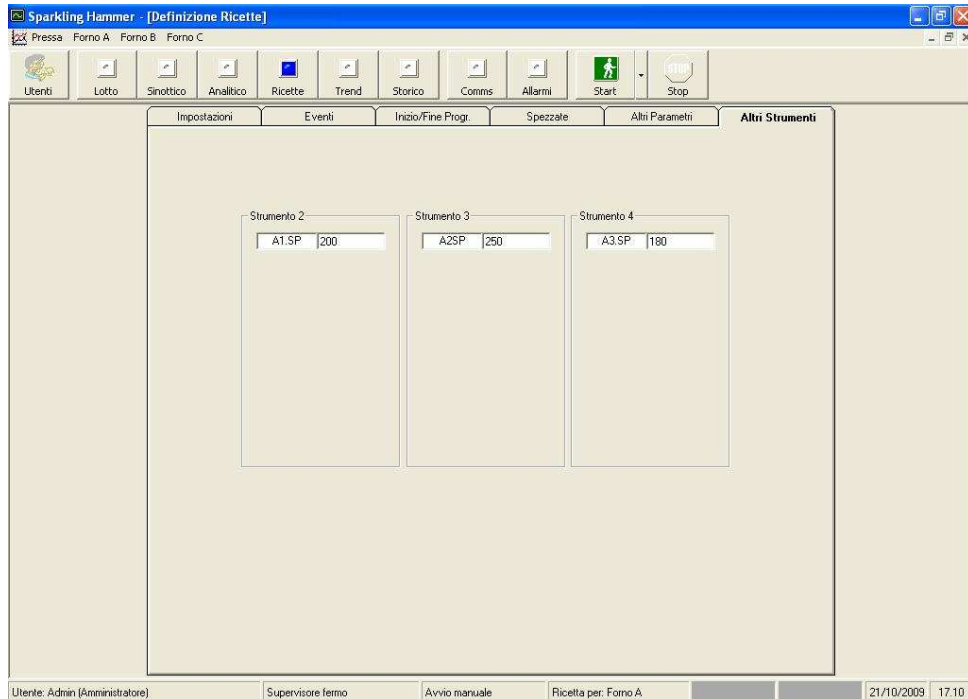 Sparkling Hammer - [Definizione Ricette]
Pressa Forno A Forno B Forno C
Utenti Lotto Sinottico Analitico Ricette Trend Storico Comms Allarmi Start STOP Stop
Impostazioni Eventi Inizio/Fine Progr. Spezzate Altri Parametri Altri Strumenti
Strumento 2 Strumento 3 Strumento 4
A1.SP 200 A2SP 250 A3.SP 180
Utente: Admin (Amministratore) Supervisore fermo Avvio manuale Ricetta per: Forno A 21/10/2009 17.10